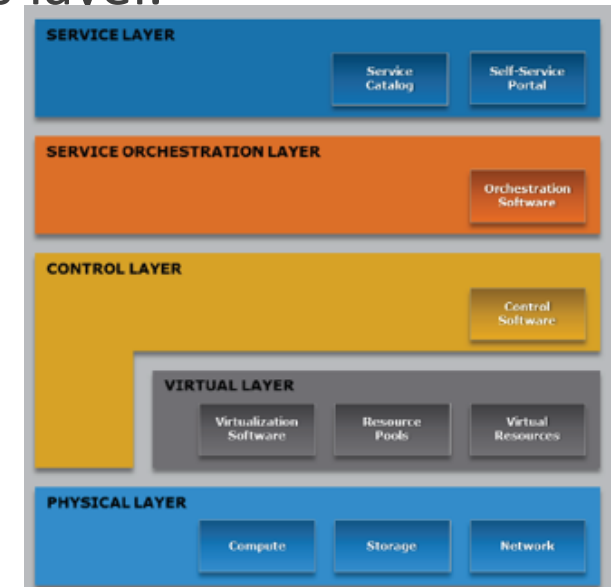 layer.
SERVICE LAYER
Service
Catalog
Self-Service
Portal
SERVICE ORCHESTRATION LAYER
Orchestration
Software
CONTROL LAYER
Control
Software
VIRTUAL LAYER
Virtualization
Software
Resource
Pools
Virtual
Resources
PHYSICAL LAYER
Compute
Storage
Network